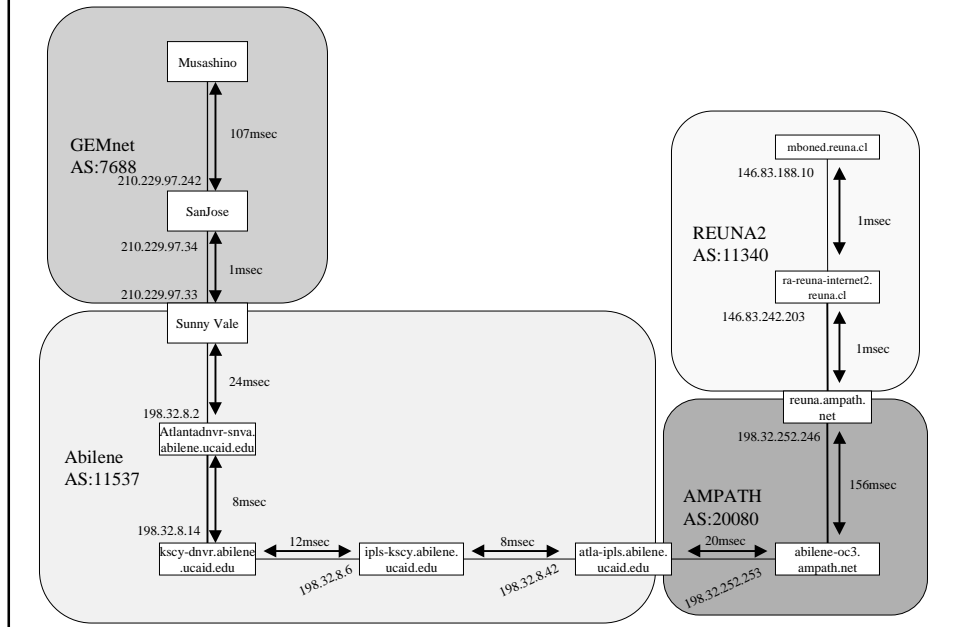 Musashino
107msec
GEMnet
AS:7688
210.229.97.242
SanJose
210.229.97.34
1msec
210.229.97.33
Sunny Vale
24msec
198.32.8.2
Atlantadnvr-snva.
abilene.ucaid.edu
Abilene
AS:11537
8msec
198.32.8.14
kscy-dnvr.abilene
.ucaid.edu
12msec
198.32.8.6
ipls-kscy.abilene.
ucaid.edu
8msec
198.32.8.42
atla-ipls.abilene.
ucaid.edu
20msec
198.32.252.253
abilene-oc3.
ampath.net
AMPATH
AS:20080
156msec
198.32.252.246
reuna.ampath.
net
1msec
146.83.242.203
ra-reuna-internet2.
reuna.cl
REUNA2
AS:11340
1msec
146.83.188.10
mboned.reuna.cl